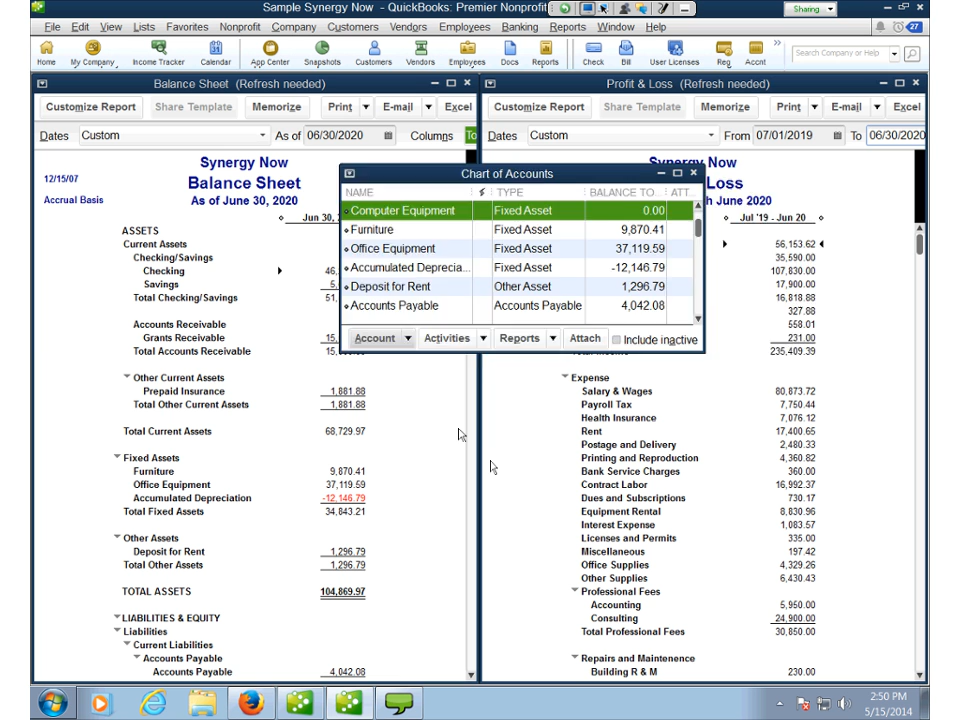 Sample Synergy Now - QuickBooks: Premier Nonprofit
Sharing
File Edit View Lists Favorites Nonprofit Company Customers Vendors Employees Banking Reports Window Help
27
Home My Company Income Tracker Calendar App Center Snapshots Customers Vendors Employees Docs Reports Check Bill User Licenses Reg Accnt
Search Company or Help
Balance Sheet (Refresh needed)
Customize Report Share Template Memorize Print E-mail Excel
Dates Custom As of 06/30/2020 Columns To
Synergy Now
12/15/07
Balance Sheet
Accrual Basis
As of June 30, 2020
Jun 30,
ASSETS
Current Assets
Checking/Savings
Checking 46,
Savings 5,
Total Checking/Savings 51,
Accounts Receivable
Grants Receivable 15,
Total Accounts Receivable 15,
Other Current Assets
Prepaid Insurance 1,881.88
Total Other Current Assets 1,881.88
Total Current Assets 68,729.97
Fixed Assets
Furniture 9,870.41
Office Equipment 37,119.59
Accumulated Depreciation -12,146.79
Total Fixed Assets 34,843.21
Other Assets
Deposit for Rent 1,296.79
Total Other Assets 1,296.79
TOTAL ASSETS 104,869.97
LIABILITIES & EQUITY
Liabilities
Current Liabilities
Accounts Payable
Accounts Payable 4,042.08
Chart of Accounts
NAME TYPE BALANCE TO... ATT...
Computer Equipment Fixed Asset 0.00
Furniture Fixed Asset 9,870.41
Office Equipment Fixed Asset 37,119.59
Accumulated Deprecia... Fixed Asset -12,146.79
Deposit for Rent Other Asset 1,296.79
Accounts Payable Accounts Payable 4,042.08
Account Activities Reports Attach Include inactive
Profit & Loss (Refresh needed)
Customize Report Share Template Memorize Print E-mail Excel
Dates Custom From 07/01/2019 To 06/30/2020
Synergy Now
Loss
June 2020
Jul '19 - Jun 20
56,153.62
35,590.00
107,830.00
17,900.00
16,818.88
327.88
558.01
231.00
235,409.39
Expense
Salary & Wages 80,873.72
Payroll Tax 7,750.44
Health Insurance 7,076.12
Rent 17,400.65
Postage and Delivery 2,480.33
Printing and Reproduction 4,360.82
Bank Service Charges 360.00
Contract Labor 16,992.37
Dues and Subscriptions 730.17
Equipment Rental 8,830.96
Interest Expense 1,083.57
Licenses and Permits 335.00
Miscellaneous 197.42
Office Supplies 4,329.26
Other Supplies 6,430.43
Professional Fees
Accounting 5,950.00
Consulting 24,900.00
Total Professional Fees 30,850.00
Repairs and Maintenence
Building R & M 230.00
2:50 PM
5/15/2014